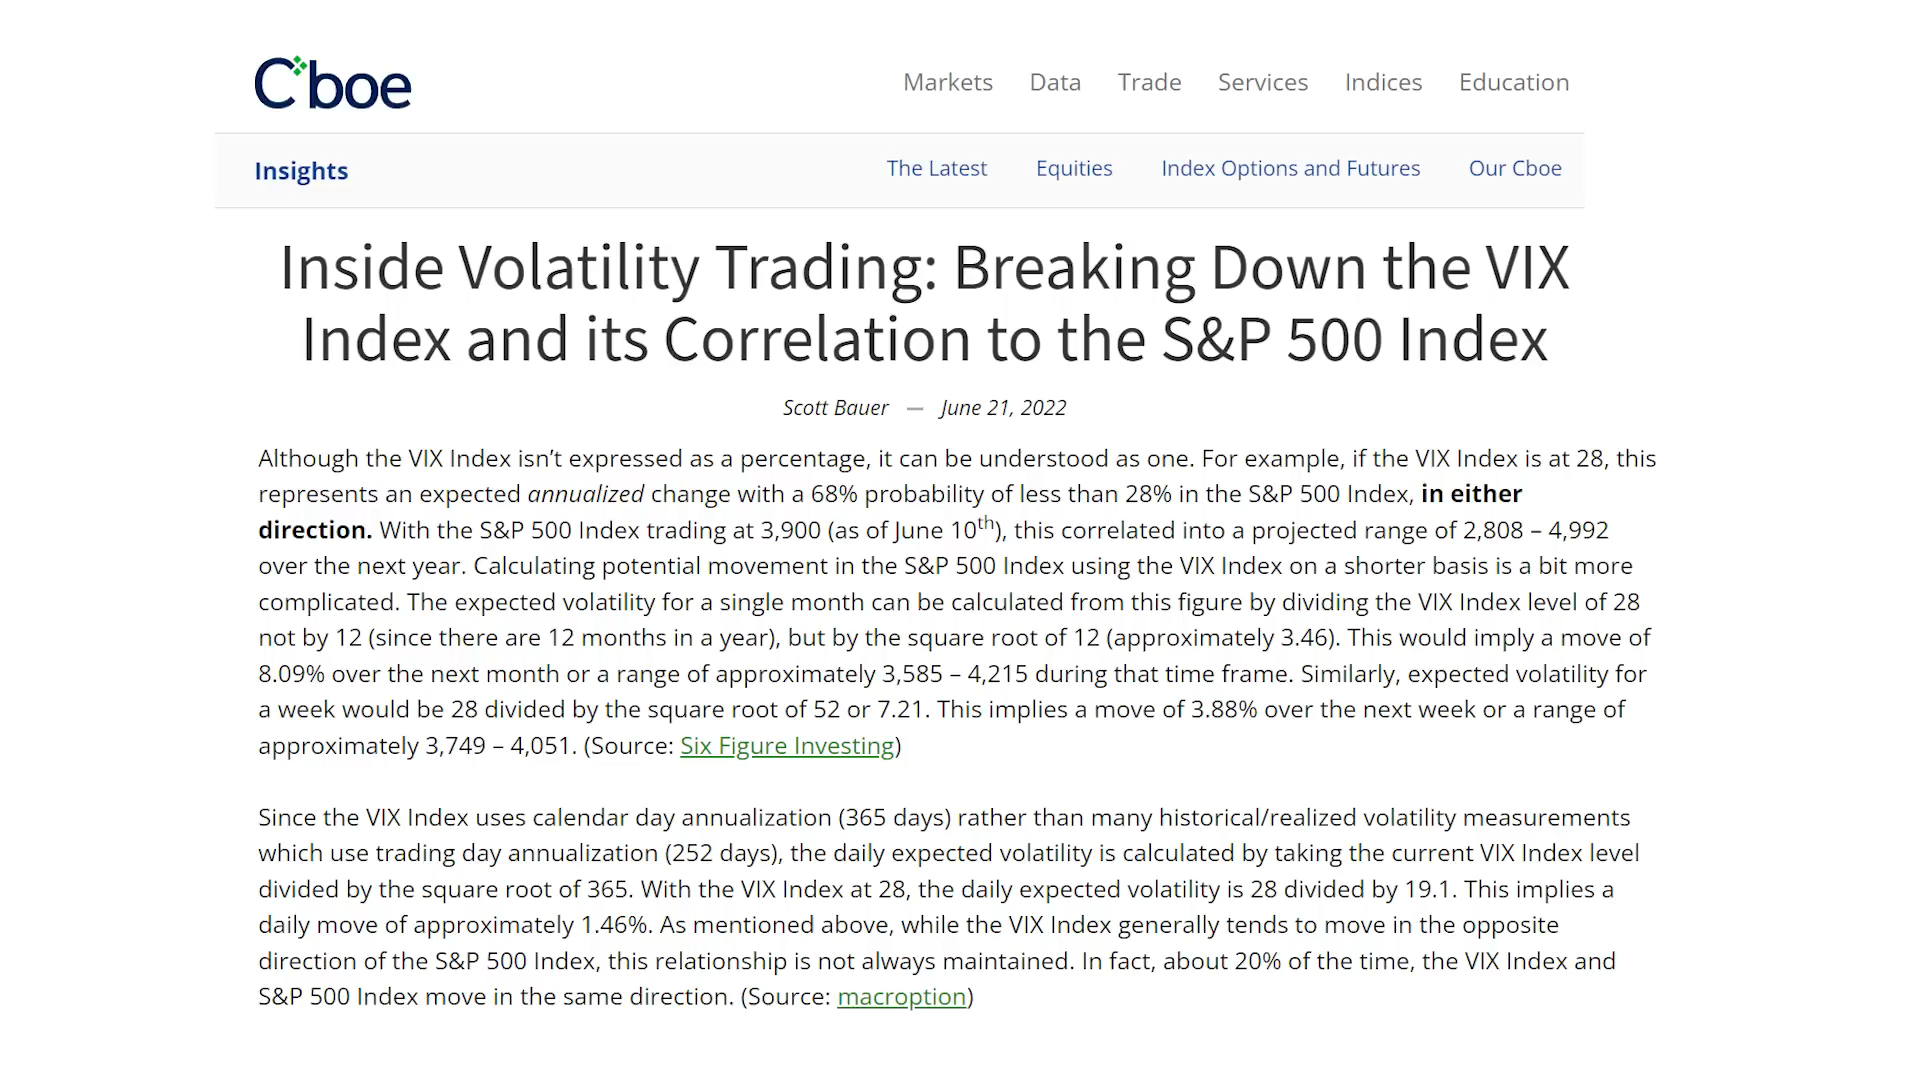 Cboe
Markets Data Trade Services Indices Education
Insights
The Latest Equities Index Options and Futures Our Cboe
Inside Volatility Trading: Breaking Down the VIX
Index and its Correlation to the S&P 500 Index
Scott Bauer — June 21, 2022
Although the VIX Index isn’t expressed as a percentage, it can be understood as one. For example, if the VIX Index is at 28, this
represents an expected annualized change with a 68% probability of less than 28% in the S&P 500 Index, in either
direction. With the S&P 500 Index trading at 3,900 (as of June 10th), this correlated into a projected range of 2,808 – 4,992
over the next year. Calculating potential movement in the S&P 500 Index using the VIX Index on a shorter basis is a bit more
complicated. The expected volatility for a single month can be calculated from this figure by dividing the VIX Index level of 28
not by 12 (since there are 12 months in a year), but by the square root of 12 (approximately 3.46). This would imply a move of
8.09% over the next month or a range of approximately 3,585 – 4,215 during that time frame. Similarly, expected volatility for
a week would be 28 divided by the square root of 52 or 7.21. This implies a move of 3.88% over the next week or a range of
approximately 3,749 – 4,051. (Source: Six Figure Investing)
Since the VIX Index uses calendar day annualization (365 days) rather than many historical/realized volatility measurements
which use trading day annualization (252 days), the daily expected volatility is calculated by taking the current VIX Index level
divided by the square root of 365. With the VIX Index at 28, the daily expected volatility is 28 divided by 19.1. This implies a
daily move of approximately 1.46%. As mentioned above, while the VIX Index generally tends to move in the opposite
direction of the S&P 500 Index, this relationship is not always maintained. In fact, about 20% of the time, the VIX Index and
S&P 500 Index move in the same direction. (Source: macroption)